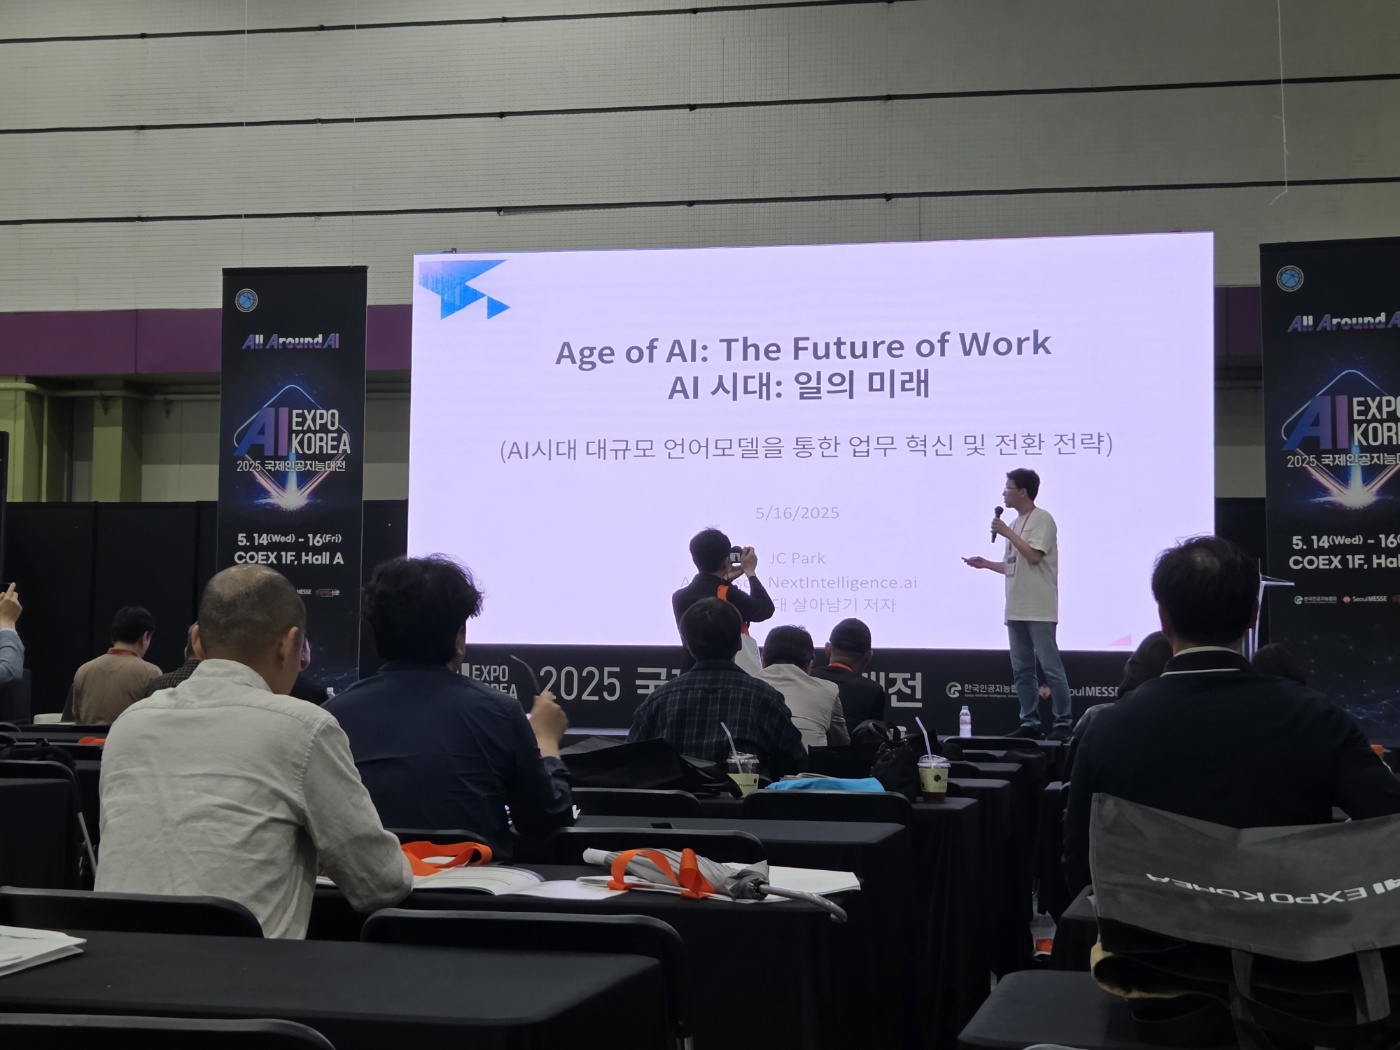 All Around AI
AI EXPO
KOREA
2025 국제인공지능대전
5. 14(Wed) - 16(Fri)
COEX 1F, Hall A
Age of AI: The Future of Work
AI 시대: 일의 미래
(AI시대 대규모 언어모델을 통한 업무 혁신 및 전환 전략)
5/16/2025
JC Park
NextIntelligence.ai
살아남기 저자
EXPO
2025
대전
한국인공지능
All Around
AI EXPO
2025 국제인공지능대
5. 14(Wed) - 16
COEX 1F, Hal
한국인공지능협회
SeoulMESSE
AI EXPO KOREA